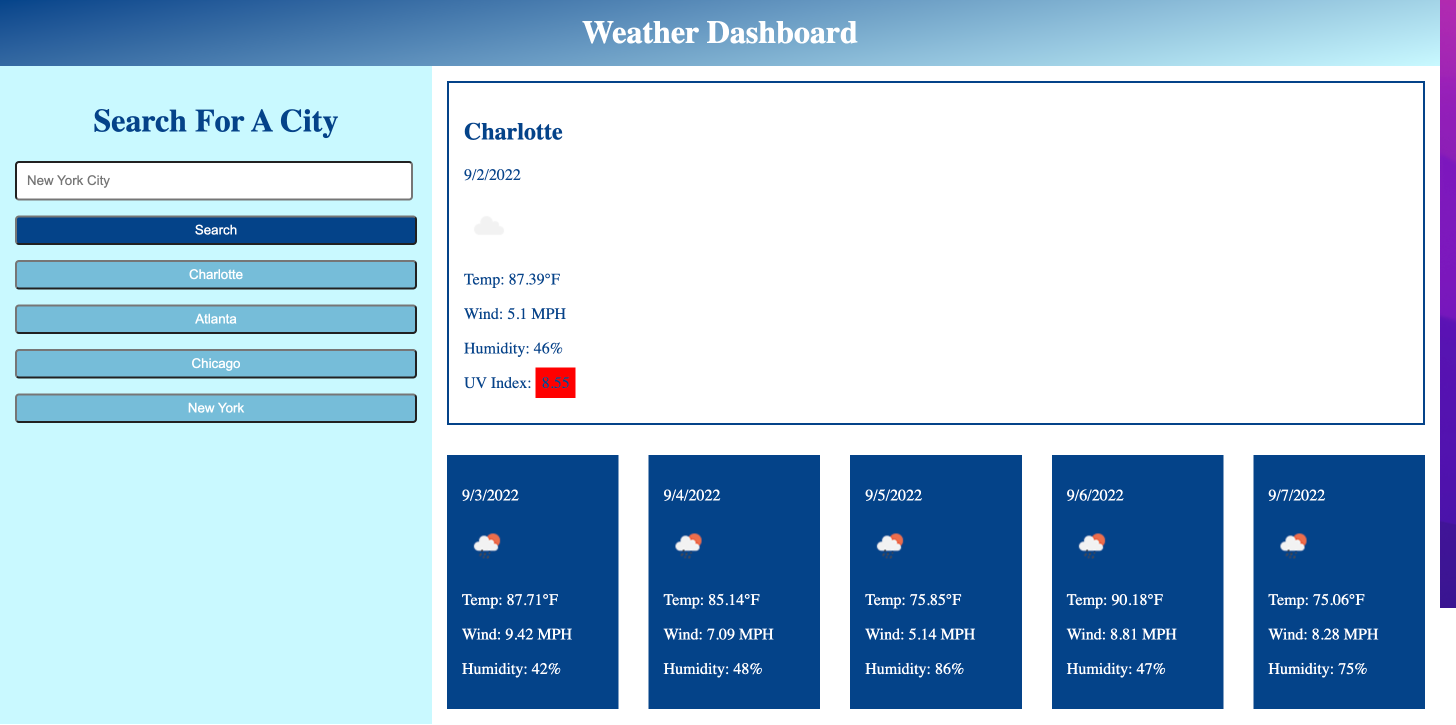 Weather Dashboard
Search For A City
New York City
Search
Charlotte
Atlanta
Chicago
New York
Charlotte
9/2/2022
Temp: 87.39°F
Wind: 5.1 MPH
Humidity: 46%
UV Index: 8.55
9/3/2022
Temp: 87.71°F
Wind: 9.42 MPH
Humidity: 42%
9/4/2022
Temp: 85.14°F
Wind: 7.09 MPH
Humidity: 48%
9/5/2022
Temp: 75.85°F
Wind: 5.14 MPH
Humidity: 86%
9/6/2022
Temp: 90.18°F
Wind: 8.81 MPH
Humidity: 47%
9/7/2022
Temp: 75.06°F
Wind: 8.28 MPH
Humidity: 75%